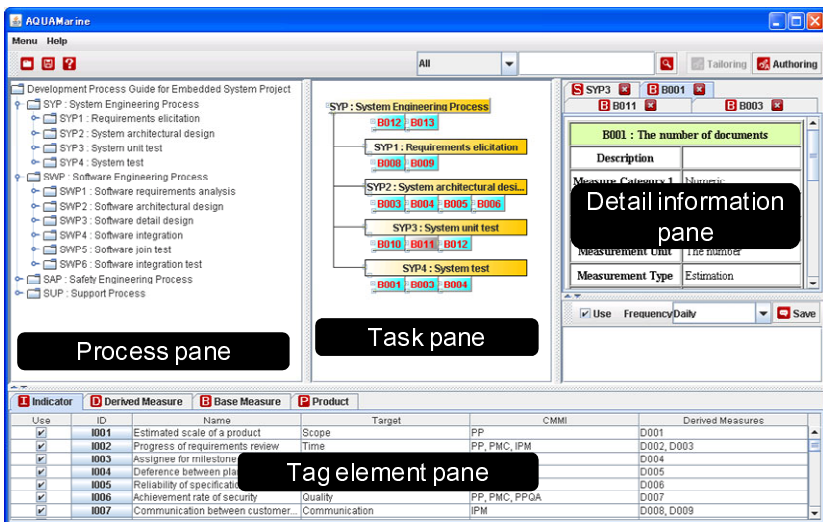 AQUAMarine
Menu Help
All Tailoring Authoring
Development Process Guide for Embedded System Project
SYP : System Engineering Process
SYP1 : Requirements elicitation
SYP2 : System architectural design
SYP3 : System unit test
SYP4 : System test
SWP : Software Engineering Process
SWP1 : Software requirements analysis
SWP2 : Software architectural design
SWP3 : Software detail design
SWP4 : Software integration
SWP5 : Software join test
SWP6 : Software integration test
SAP : Safety Engineering Process
SUP : Support Process
Process pane
SYP : System Engineering Process
B012 B013
SYP1 : Requirements elicitation
B008 B009
SYP2 : System architectural desi...
B003 B004 B005 B006
SYP3 : System unit test
B010 B011 B012
SYP4 : System test
B001 B003 B004
Task pane
S SYP3 B B001
B B011 B B003
B001 : The number of documents
Description
Measure Category 1 Numeric
Detail information
pane
Measurement Unit The number
Measurement Type Estimation
Use Frequency Daily Save
I Indicator D Derived Measure B Base Measure P Product
Use ID Name Target CMMI Derived Measures
I001 Estimated scale of a product Scope PP D001
I002 Progress of requirements review Time PP, PMC, IPM D002, D003
I003 Assignee for milestone D004
I004 Deference between plan D005
I005 Reliability of specification D006
I006 Achievement rate of security Quality PP, PMC, PPQA D007
I007 Communication between customer... Communication IPM D008, D009
Tag element pane